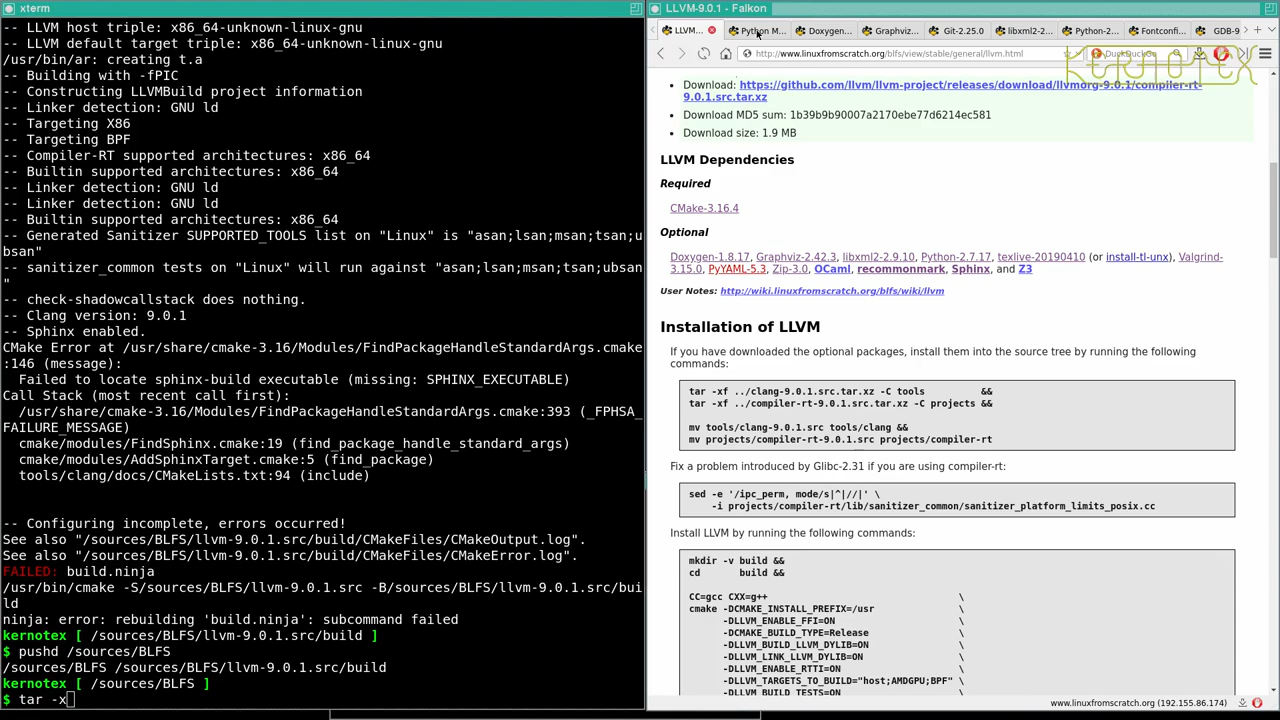 xterm
-- LLVM host triple: x86_64-unknown-linux-gnu
-- LLVM default target triple: x86_64-unknown-linux-gnu
/usr/bin/ar: creating t.a
-- Building with -fPIC
-- Constructing LLVMBuild project information
-- Linker detection: GNU ld
-- Targeting X86
-- Targeting BPF
-- Compiler-RT supported architectures: x86_64
-- Builtin supported architectures: x86_64
-- Linker detection: GNU ld
-- Linker detection: GNU ld
-- Builtin supported architectures: x86_64
-- Generated Sanitizer SUPPORTED_TOOLS list on "Linux" is "asan;lsan;msan;tsan;u
bsan"
-- sanitizer_common tests on "Linux" will run against "asan;lsan;msan;tsan;ubsan
"
-- check-shadowcallstack does nothing.
-- Clang version: 9.0.1
-- Sphinx enabled.
CMake Error at /usr/share/cmake-3.16/Modules/FindPackageHandleStandardArgs.cmake
:146 (message):
  Failed to locate sphinx-build executable (missing: SPHINX_EXECUTABLE)
Call Stack (most recent call first):
  /usr/share/cmake-3.16/Modules/FindPackageHandleStandardArgs.cmake:393 (_FPHSA_
FAILURE_MESSAGE)
  cmake/modules/FindSphinx.cmake:19 (find_package_handle_standard_args)
  cmake/modules/AddSphinxTarget.cmake:5 (find_package)
  tools/clang/docs/CMakeLists.txt:94 (include)
-- Configuring incomplete, errors occurred!
See also "/sources/BLFS/llvm-9.0.1.src/build/CMakeFiles/CMakeOutput.log".
See also "/sources/BLFS/llvm-9.0.1.src/build/CMakeFiles/CMakeError.log".
FAILED: build.ninja
/usr/bin/cmake -S/sources/BLFS/llvm-9.0.1.src -B/sources/BLFS/llvm-9.0.1.src/bui
ld
ninja: error: rebuilding 'build.ninja': subcommand failed
kernotex [ /sources/BLFS/llvm-9.0.1.src/build ]
$ pushd /sources/BLFS
/sources/BLFS /sources/BLFS/llvm-9.0.1.src/build
kernotex [ /sources/BLFS ]
$ tar -x
LLVM-9.0.1 - Falkon
LLVM... Python M... Doxygen... Graphviz... Git-2.25.0 libxml2-2... Python-2... Fontconfi... GDB-9
http://www.linuxfromscratch.org/blfs/view/stable/general/llvm.html DuckDuckGo
KERNOTEX
Download: https://github.com/llvm/llvm-project/releases/download/llvmorg-9.0.1/compiler-rt-
9.0.1.src.tar.xz
Download MD5 sum: 1b39b9b90007a2170ebe77d6214ec581
Download size: 1.9 MB
LLVM Dependencies
Required
CMake-3.16.4
Optional
Doxygen-1.8.17, Graphviz-2.42.3, libxml2-2.9.10, Python-2.7.17, texlive-20190410 (or install-tl-unx), Valgrind-
3.15.0, PyYAML-5.3, Zip-3.0, OCaml, recommonmark, Sphinx, and Z3
User Notes: http://wiki.linuxfromscratch.org/blfs/wiki/llvm
Installation of LLVM
If you have downloaded the optional packages, install them into the source tree by running the following
commands:
tar -xf ../clang-9.0.1.src.tar.xz -C tools &&
tar -xf ../compiler-rt-9.0.1.src.tar.xz -C projects &&
mv tools/clang-9.0.1.src tools/clang &&
mv projects/compiler-rt-9.0.1.src projects/compiler-rt
Fix a problem introduced by Glibc-2.31 if you are using compiler-rt:
sed -e '/ipc_perm, mode/s|^|//|' \
-i projects/compiler-rt/lib/sanitizer_common/sanitizer_platform_limits_posix.cc
Install LLVM by running the following commands:
mkdir -v build &&
cd build &&
CC=gcc CXX=g++ \
cmake -DCMAKE_INSTALL_PREFIX=/usr \
-DLLVM_ENABLE_FFI=ON \
-DCMAKE_BUILD_TYPE=Release \
-DLLVM_BUILD_LLVM_DYLIB=ON \
-DLLVM_LINK_LLVM_DYLIB=ON \
-DLLVM_ENABLE_RTTI=ON \
-DLLVM_TARGETS_TO_BUILD="host;AMDGPU;BPF" \
-DLLVM_BUILD_TESTS=ON \
www.linuxfromscratch.org (192.155.86.174)